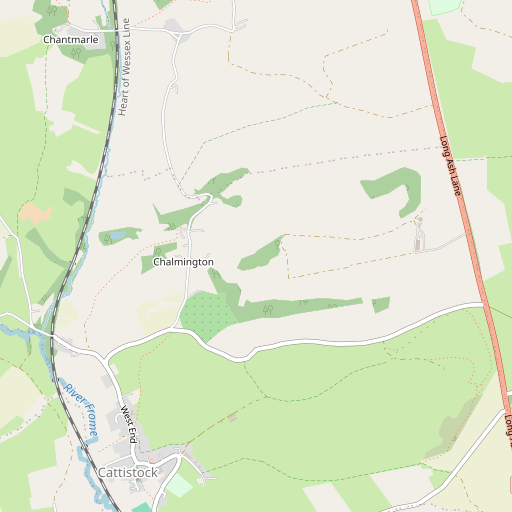 Chantmarle
Heart of Wessex Line
Long Ash Lane
Chalmington
River Frome
West End
Cattistock